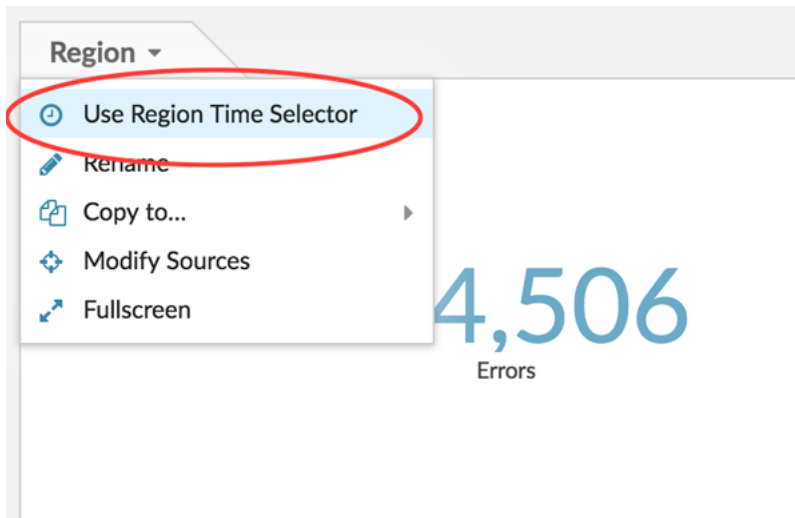 Region
Use Region Time Selector
Rename
Copy to...
Modify Sources
Fullscreen
4,506
Errors